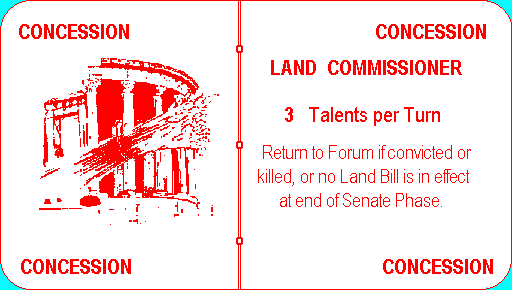 CONCESSION
CONCESSION
LAND COMMISSIONER
3 Talents per Turn
Return to Forum if convicted or
killed, or no Land Bill is in effect
at end of Senate Phase.
CONCESSION
CONCESSION